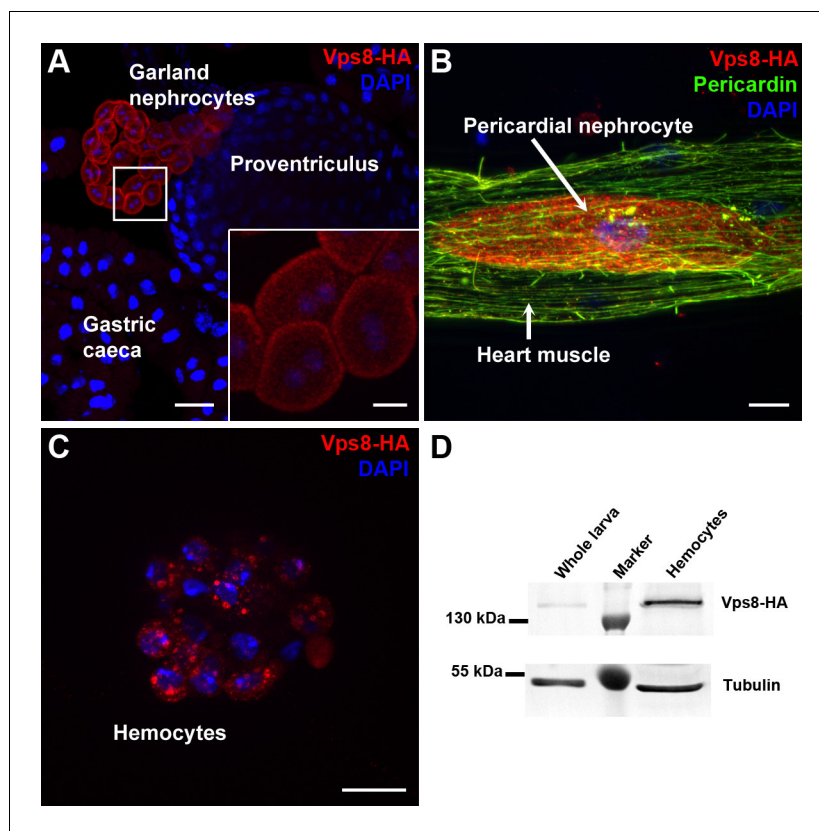 A
Vps8-HA
DAPI
Garland
nephrocytes
Proventriculus
Gastric
caeca
B
Vps8-HA
Pericardin
DAPI
Pericardial nephrocyte
Heart muscle
C
Vps8-HA
DAPI
Hemocytes
D
Whole larva
Marker
Hemocytes
130 kDa
Vps8-HA
55 kDa
Tubulin